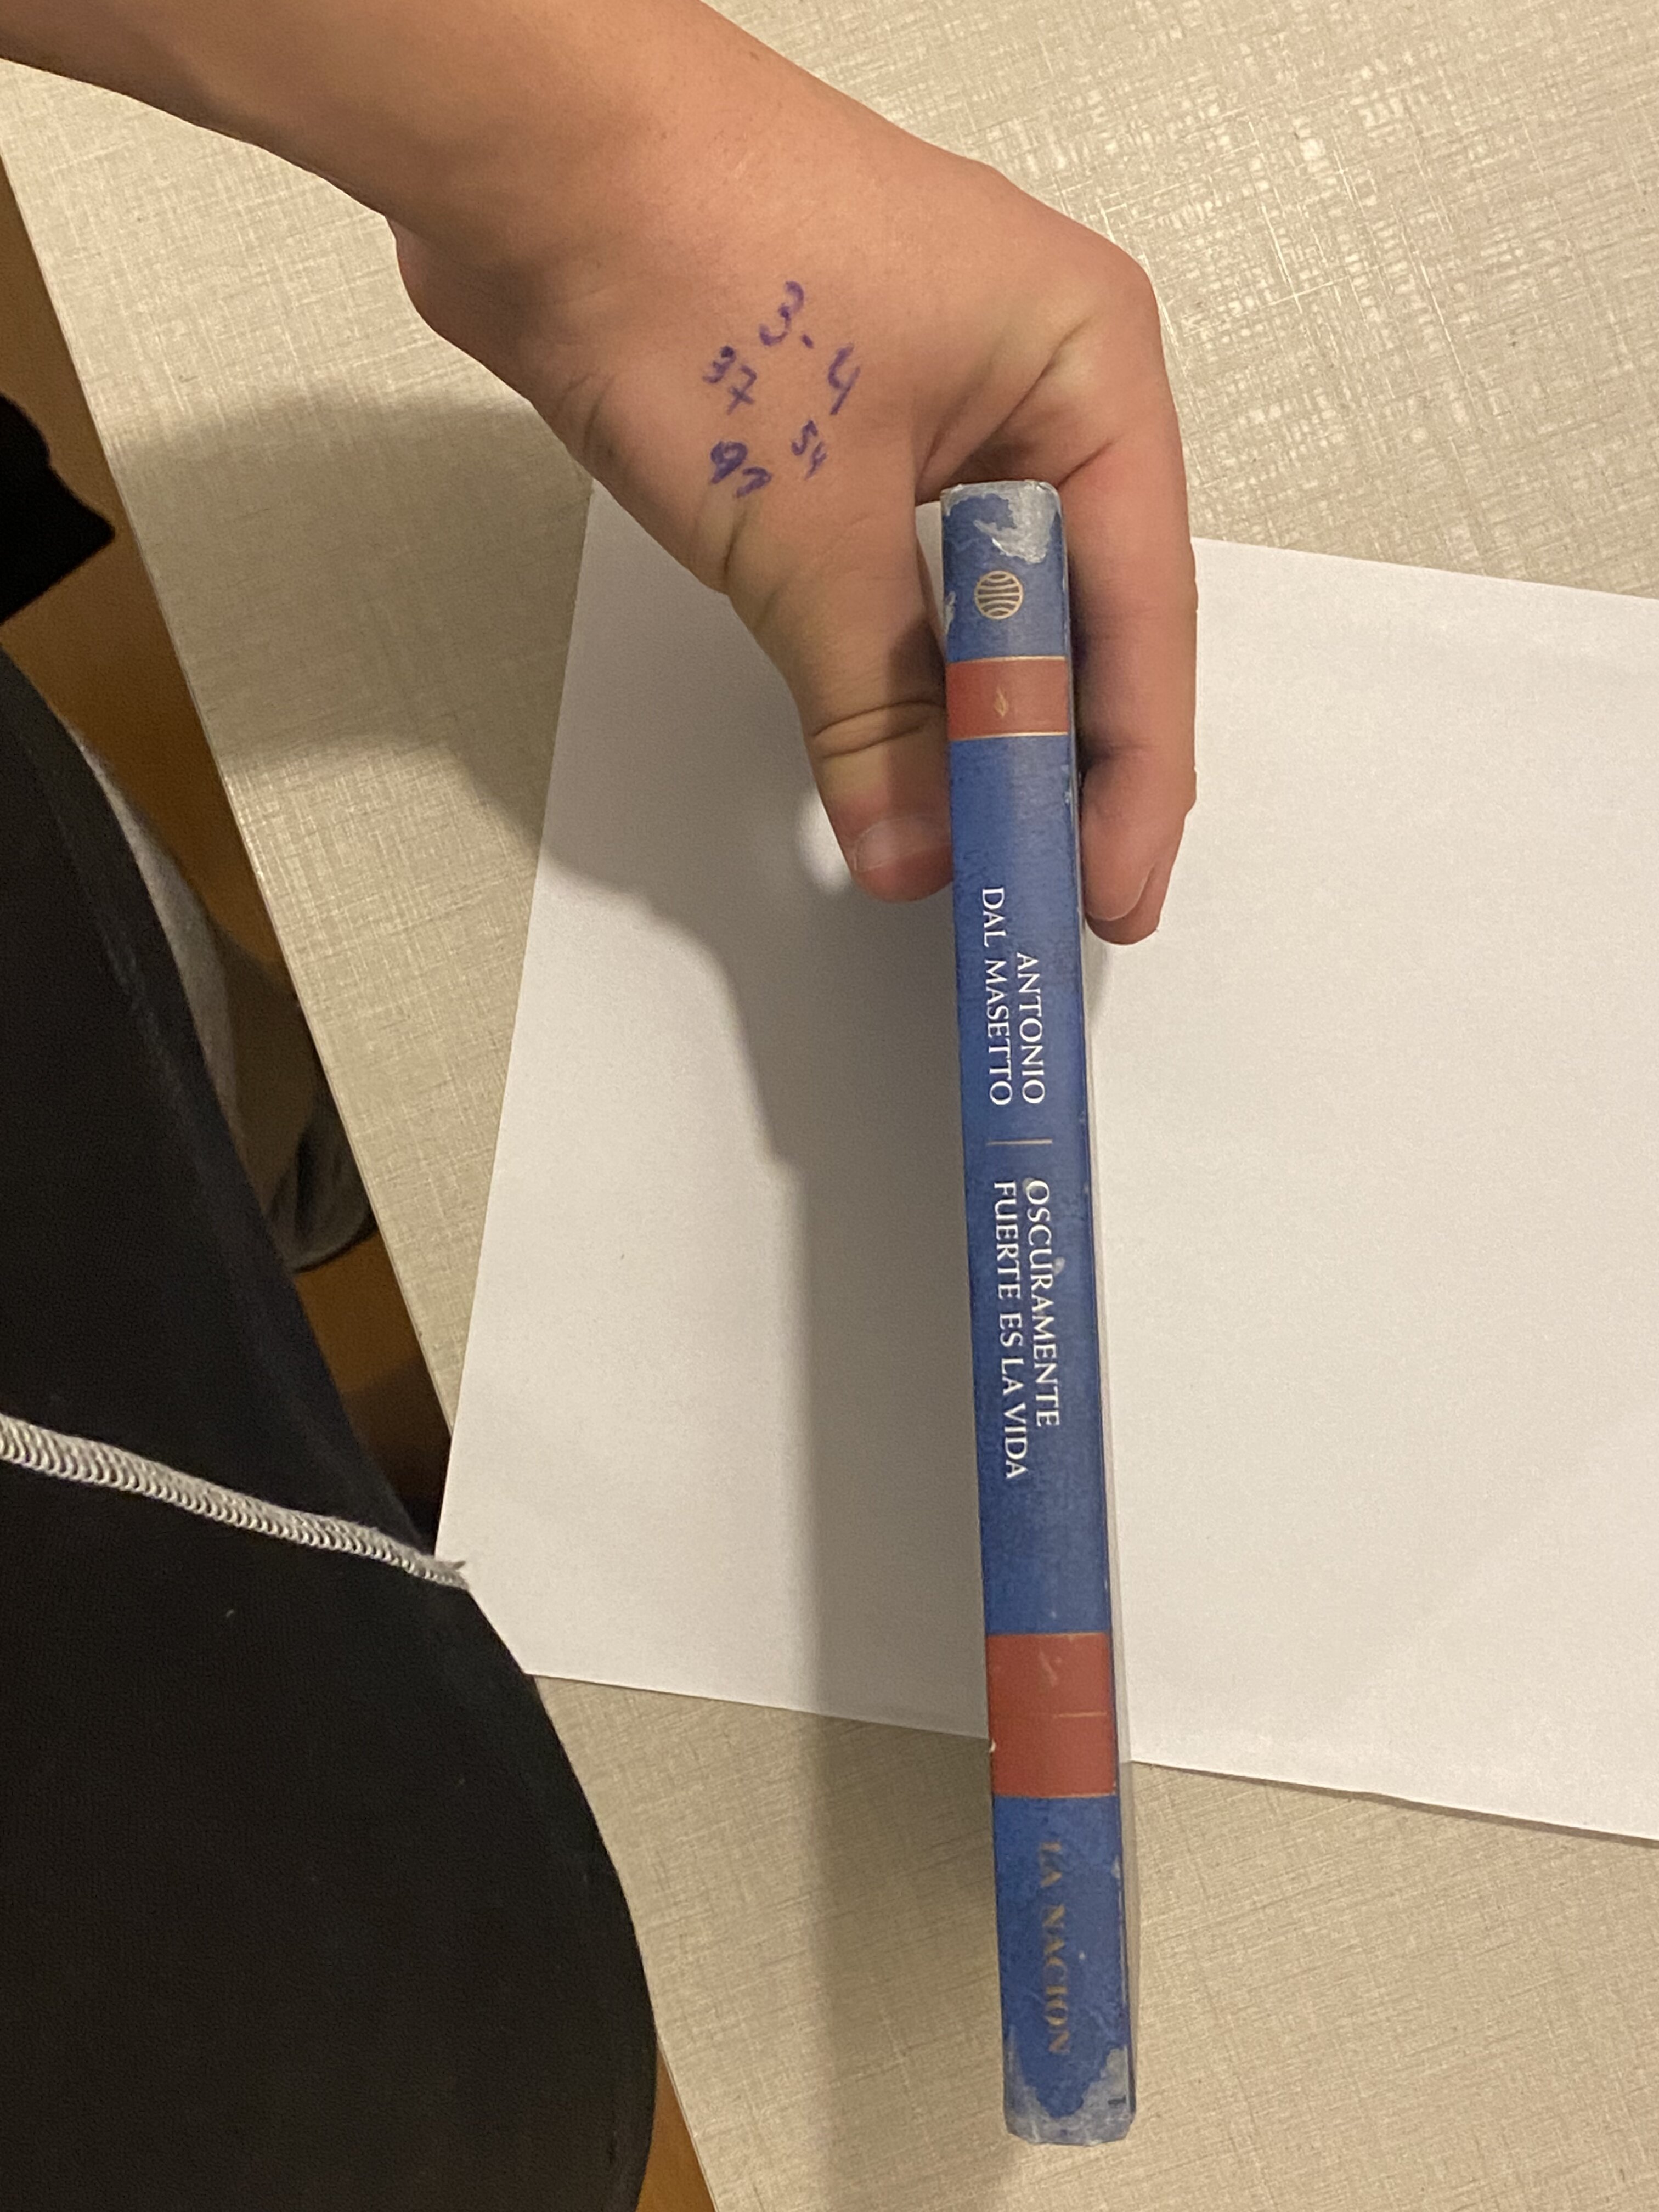 3. 4
37 54
97
ANTONIO
DAL MASETTO
OSCURAMENTE
FUERTE ES LA VIDA
LA NACION